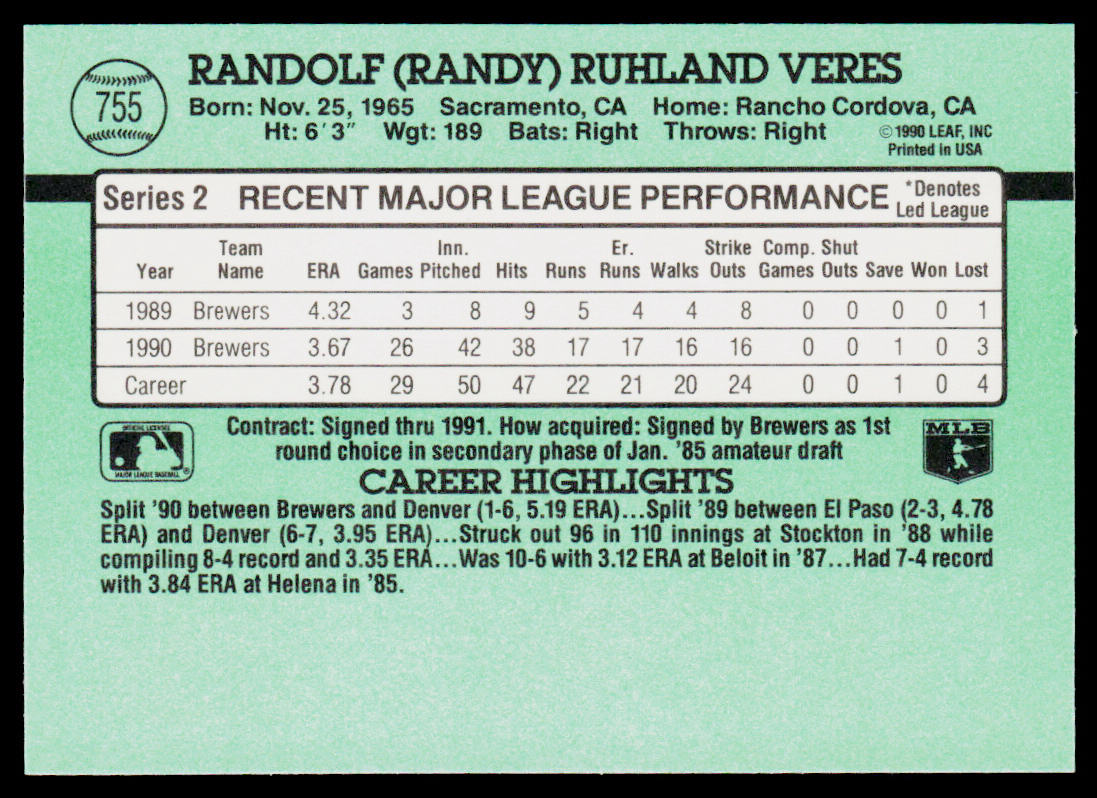 755
RANDOLF (RANDY) RUHLAND VERES
Born: Nov. 25, 1965 Sacramento, CA Home: Rancho Cordova, CA
Ht: 6'3" Wgt: 189 Bats: Right Throws: Right
© 1990 LEAF, INC
Printed in USA
Series 2 RECENT MAJOR LEAGUE PERFORMANCE
*Denotes
Led League
Team Inn. Er. Strike Comp. Shut
Year Name ERA Games Pitched Hits Runs Runs Walks Outs Games Outs Save Won Lost
1989 Brewers 4.32 3 8 9 5 4 4 8 0 0 0 0 1
1990 Brewers 3.67 26 42 38 17 17 16 16 0 0 1 0 3
Career 3.78 29 50 47 22 21 20 24 0 0 1 0 4
Contract: Signed thru 1991. How acquired: Signed by Brewers as 1st
round choice in secondary phase of Jan. '85 amateur draft
OFFICIAL LICENSEE
MAJOR LEAGUE BASEBALL ®
MLB
CAREER HIGHLIGHTS
Split '90 between Brewers and Denver (1-6, 5.19 ERA)...Split '89 between El Paso (2-3, 4.78
ERA) and Denver (6-7, 3.95 ERA)...Struck out 96 in 110 innings at Stockton in '88 while
compiling 8-4 record and 3.35 ERA...Was 10-6 with 3.12 ERA at Beloit in '87...Had 7-4 record
with 3.84 ERA at Helena in '85.